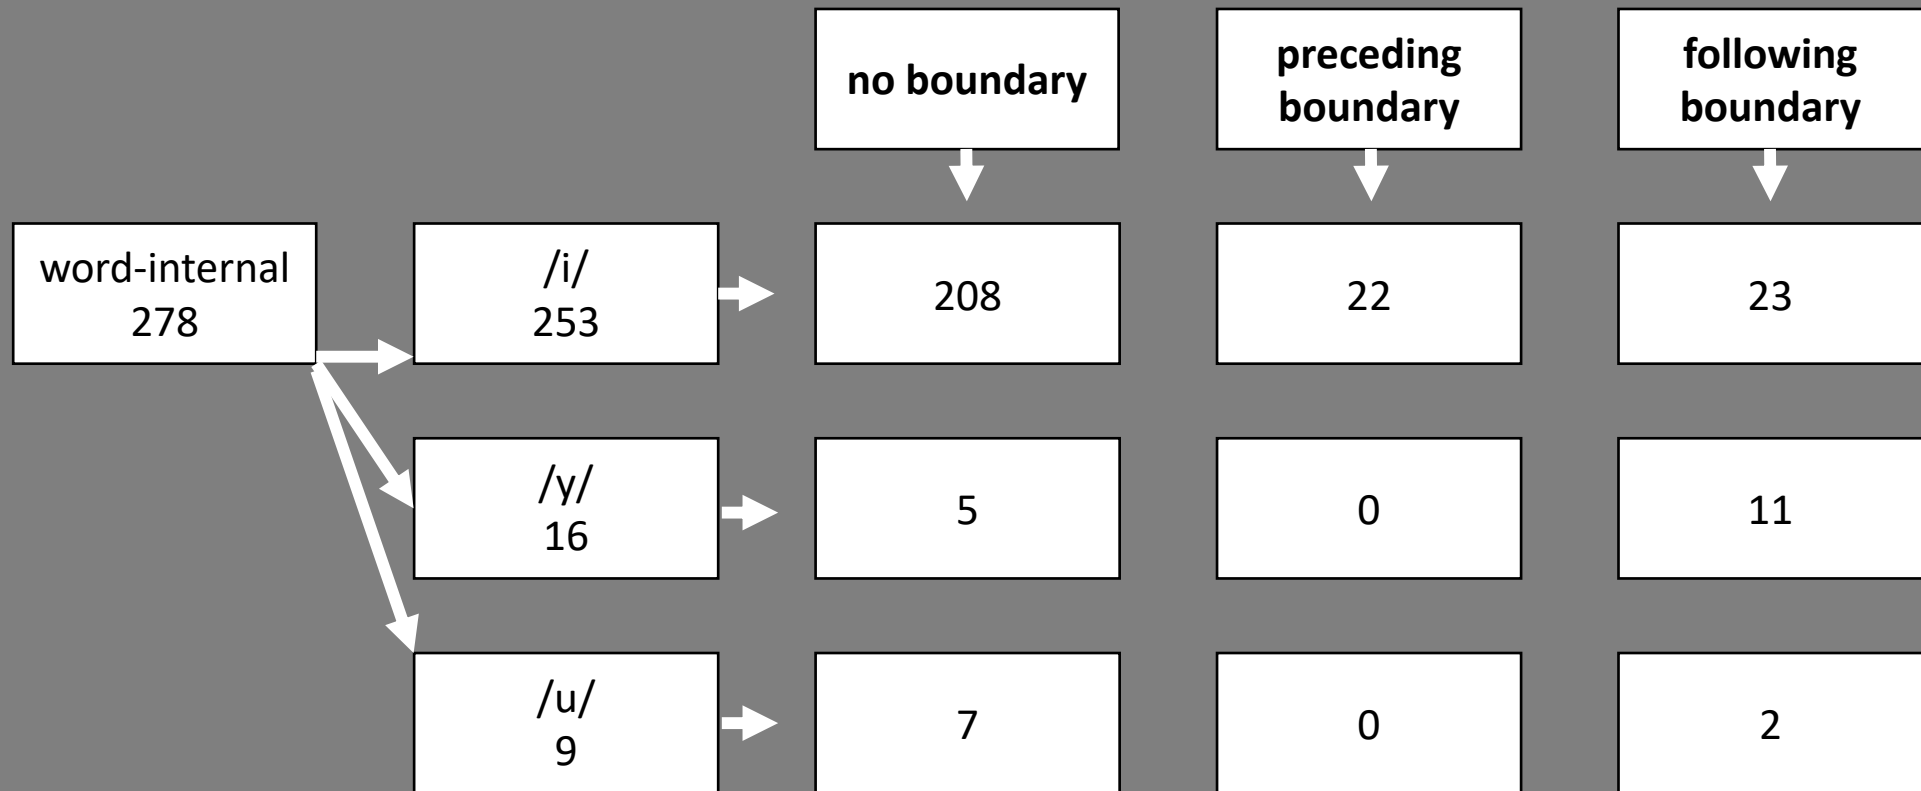 no boundary
preceding
boundary
following
boundary
word-internal
278
/i/
253
208
22
23
/y/
16
5
0
11
/u/
9
7
0
2